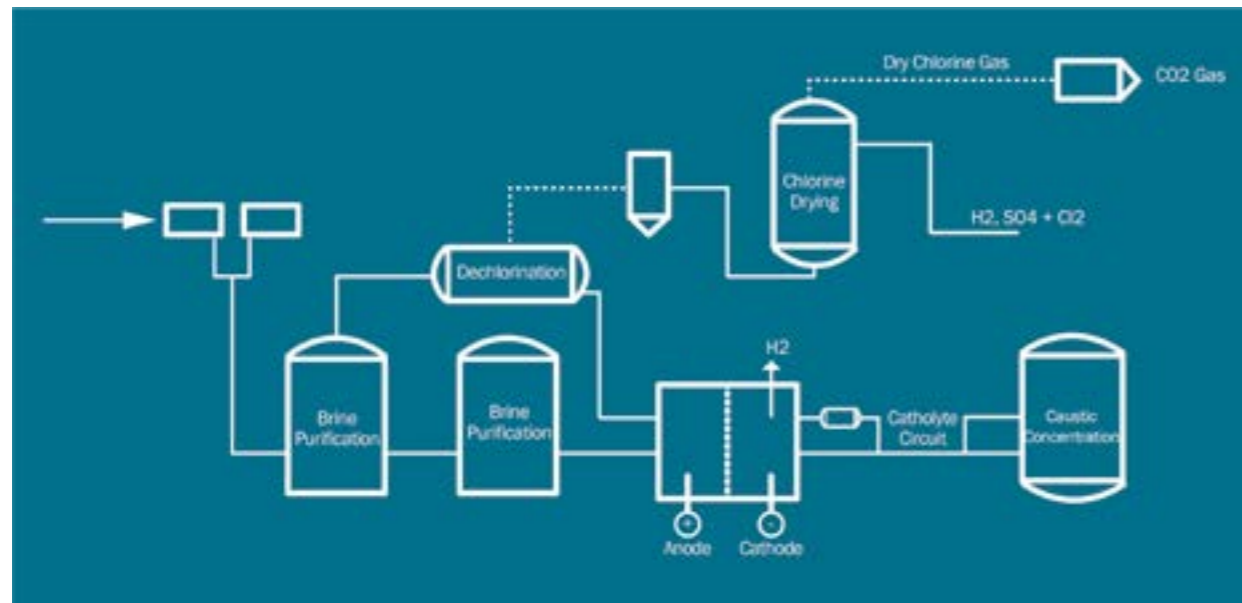 Dry Chlorine Gas
CO2 Gas
Chlorine
Drying
H2, SO4 + Cl2
Dechlorination
H2
Brine
Purification
Brine
Purification
Catholyte
Circuit
Caustic
Concentration
+
-
Anode
Cathode